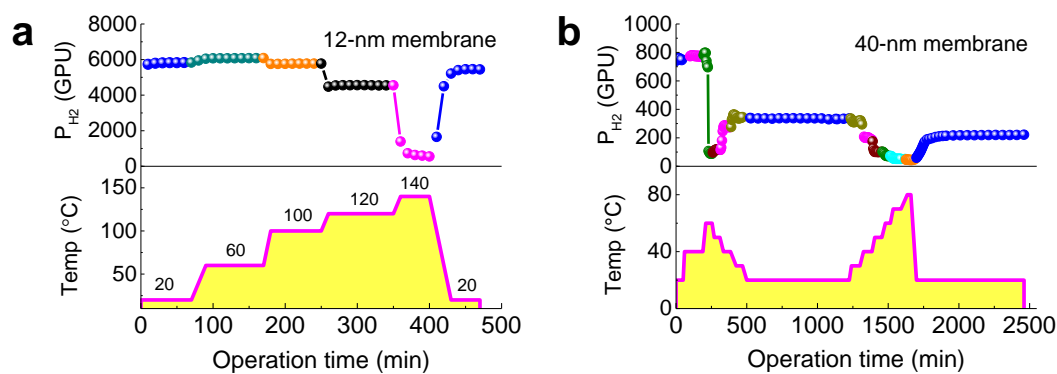 a
12-nm membrane
P_H2 (GPU)
8000
6000
4000
2000
0
Temp (°C)
150
100
50
20
60
100
120
140
20
0 100 200 300 400 500
Operation time (min)
b
40-nm membrane
P_H2 (GPU)
1000
800
600
400
200
0
Temp (°C)
80
40
0
0 500 1000 1500 2000 2500
Operation time (min)